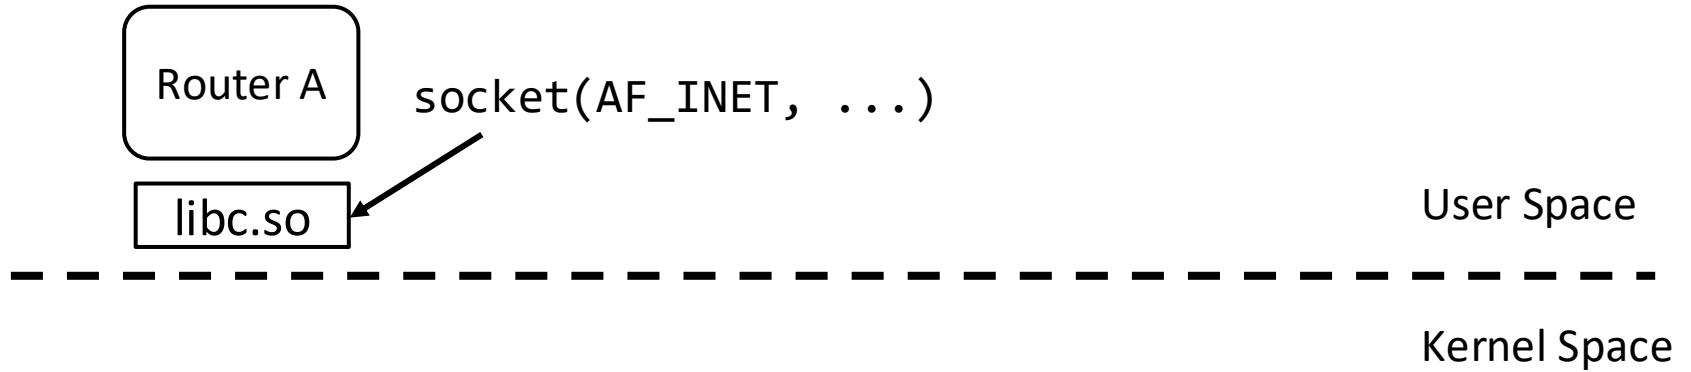 Router A
socket(AF_INET, ...)
libc.so
User Space
Kernel Space